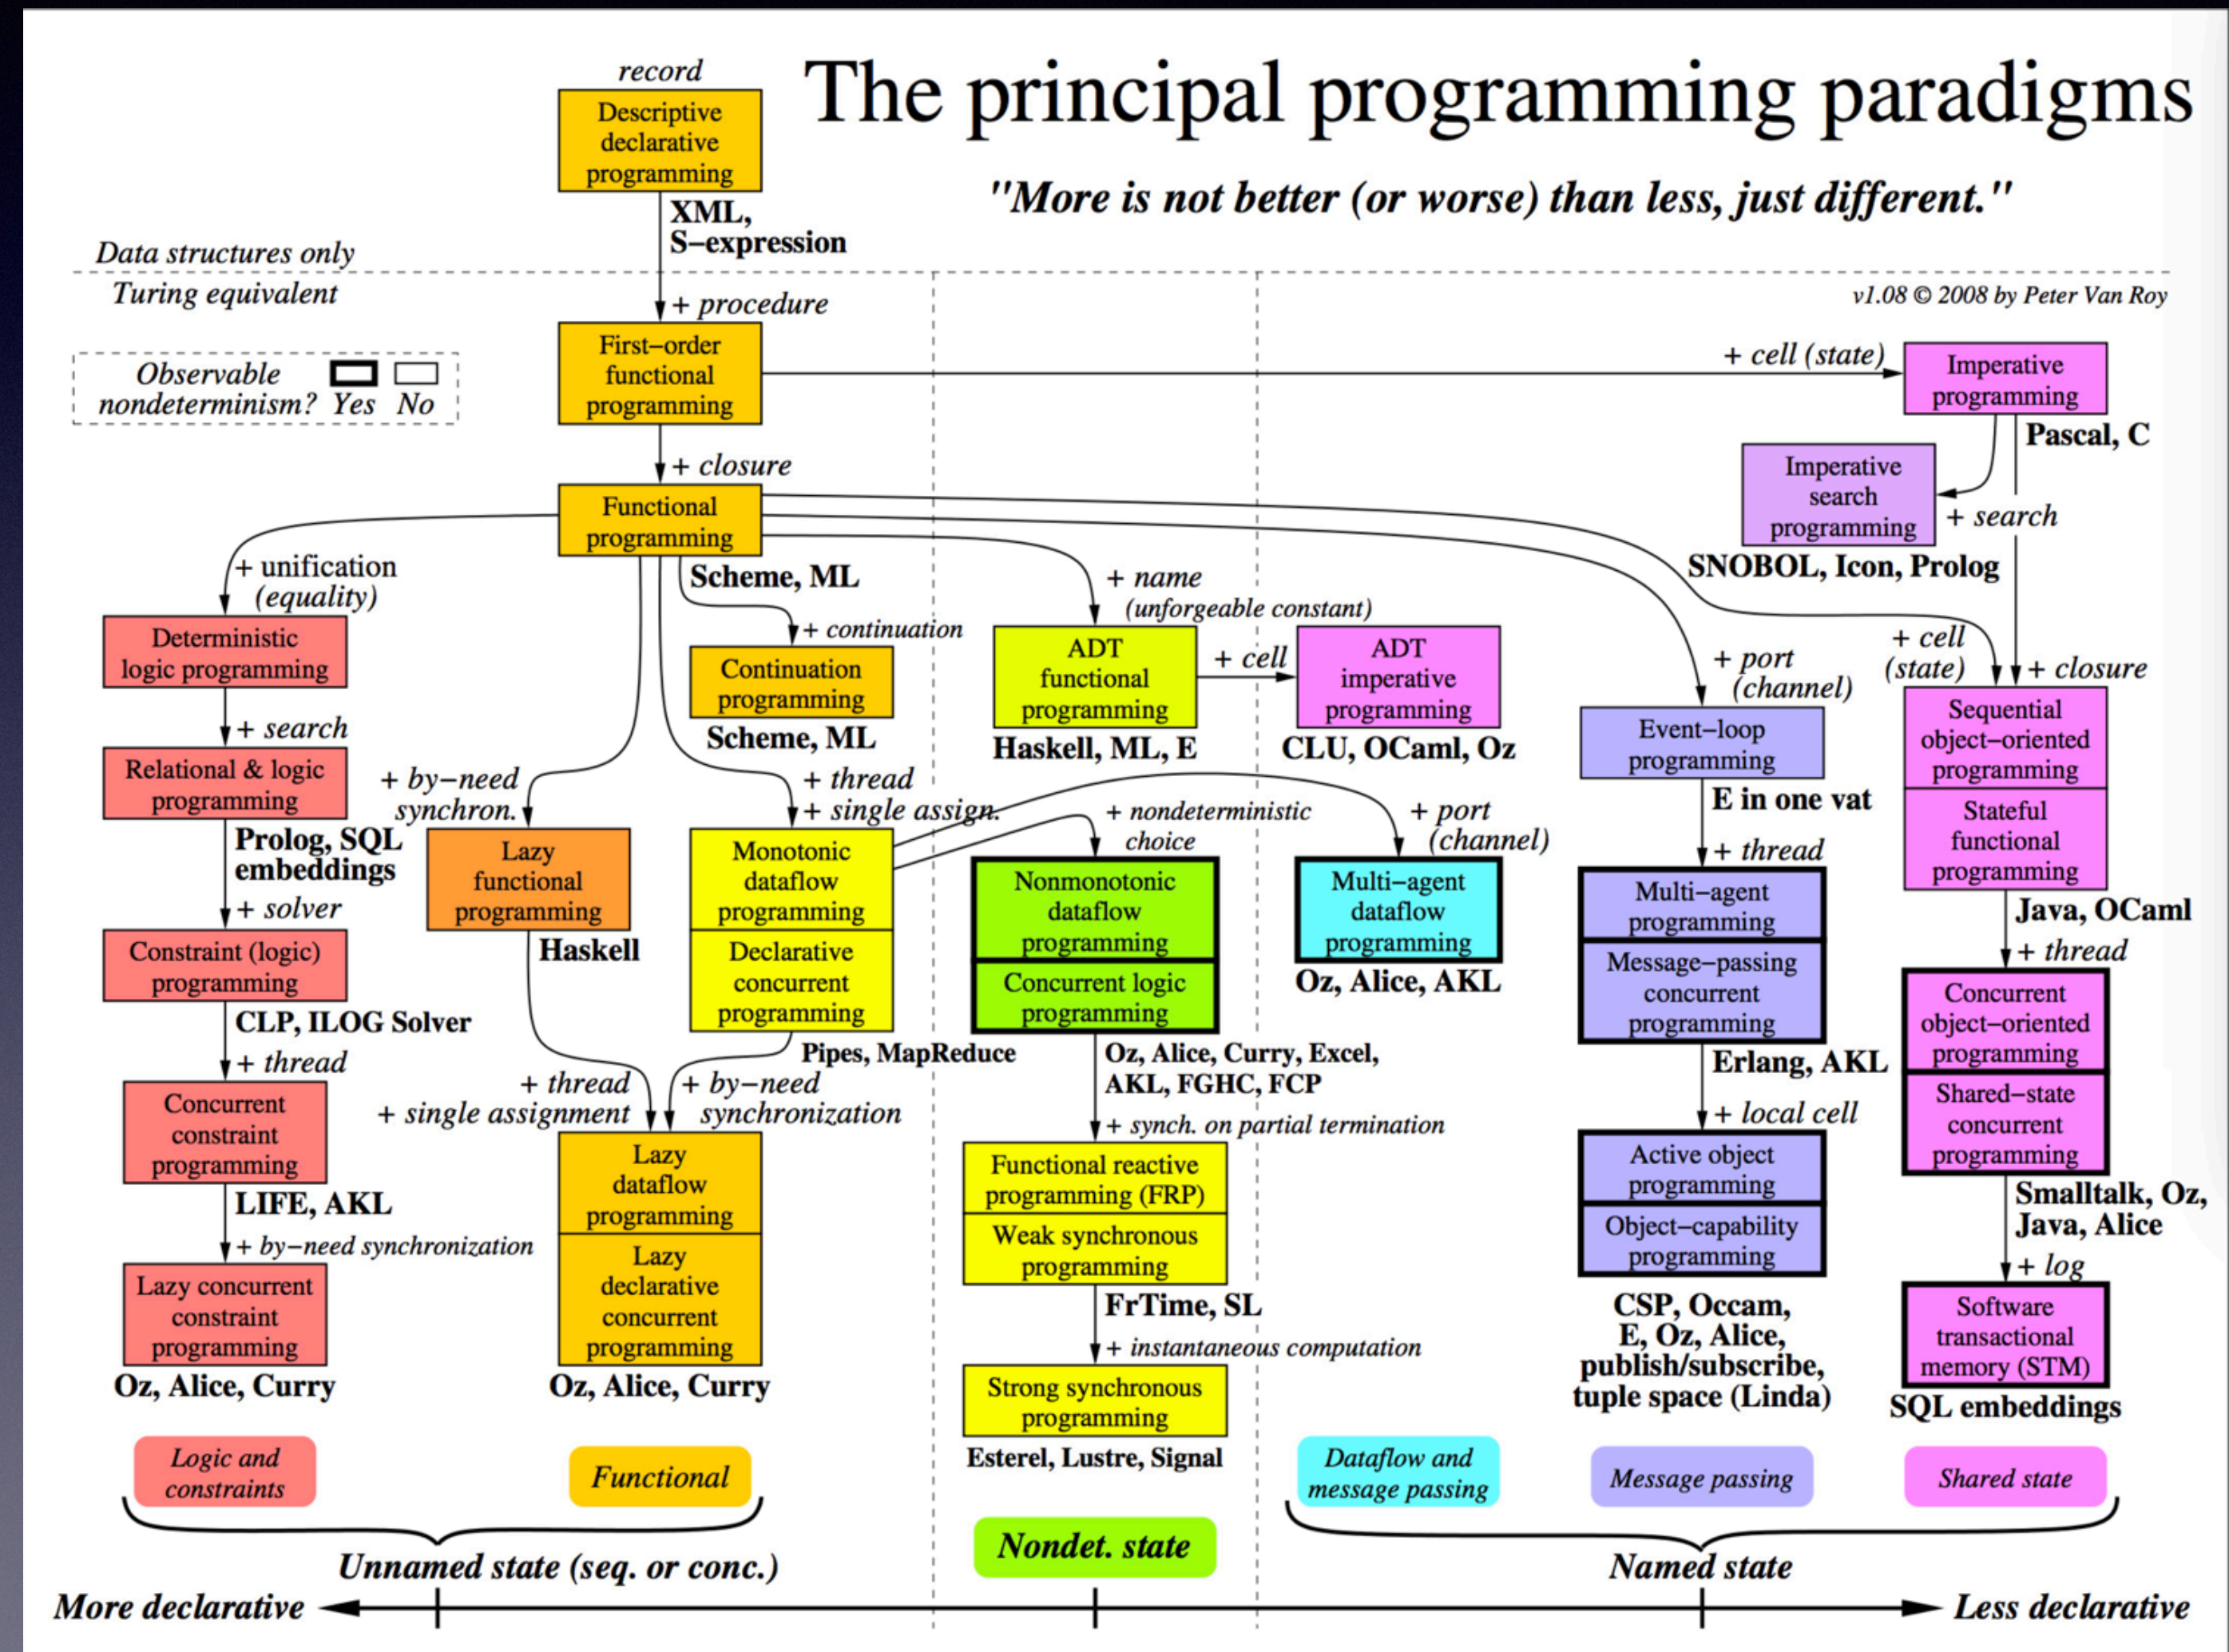 The principal programming paradigms
"More is not better (or worse) than less, just different."
record
Descriptive
declarative
programming
XML,
S–expression
Data structures only
Turing equivalent
v1.08 © 2008 by Peter Van Roy
+ procedure
First–order
functional
programming
Observable
nondeterminism? Yes No
+ cell (state)
Imperative
programming
Pascal, C
+ closure
Functional
programming
Scheme, ML
Imperative
search
programming
+ search
SNOBOL, Icon, Prolog
+ unification
(equality)
Deterministic
logic programming
+ search
Relational & logic
programming
Prolog, SQL
embeddings
+ solver
Constraint (logic)
programming
CLP, ILOG Solver
+ thread
Concurrent
constraint
programming
LIFE, AKL
+ by–need synchronization
Lazy concurrent
constraint
programming
Oz, Alice, Curry
+ continuation
Continuation
programming
Scheme, ML
+ by–need
synchron.
Lazy
functional
programming
Haskell
+ thread
+ single assign.
Monotonic
dataflow
programming
Declarative
concurrent
programming
Pipes, MapReduce
+ thread
+ single assignment
+ by–need
synchronization
Lazy
dataflow
programming
Lazy
declarative
concurrent
programming
Oz, Alice, Curry
+ name
(unforgeable constant)
ADT
functional
programming
Haskell, ML, E
+ cell
ADT
imperative
programming
CLU, OCaml, Oz
+ nondeterministic
choice
Nonmonotonic
dataflow
programming
Concurrent logic
programming
Oz, Alice, Curry, Excel,
AKL, FGHC, FCP
+ synch. on partial termination
Functional reactive
programming (FRP)
Weak synchronous
programming
FrTime, SL
+ instantaneous computation
Strong synchronous
programming
Esterel, Lustre, Signal
+ port
(channel)
Multi–agent
dataflow
programming
Oz, Alice, AKL
+ port
(channel)
Event–loop
programming
E in one vat
+ thread
Multi–agent
programming
Message–passing
concurrent
programming
Erlang, AKL
+ local cell
Active object
programming
Object–capability
programming
CSP, Occam,
E, Oz, Alice,
publish/subscribe,
tuple space (Linda)
+ cell
(state)
+ closure
Sequential
object–oriented
programming
Stateful
functional
programming
Java, OCaml
+ thread
Concurrent
object–oriented
programming
Shared–state
concurrent
programming
Smalltalk, Oz,
Java, Alice
+ log
Software
transactional
memory (STM)
SQL embeddings
Logic and
constraints
Functional
Dataflow and
message passing
Message passing
Shared state
Unnamed state (seq. or conc.)
Nondet. state
Named state
More declarative
Less declarative